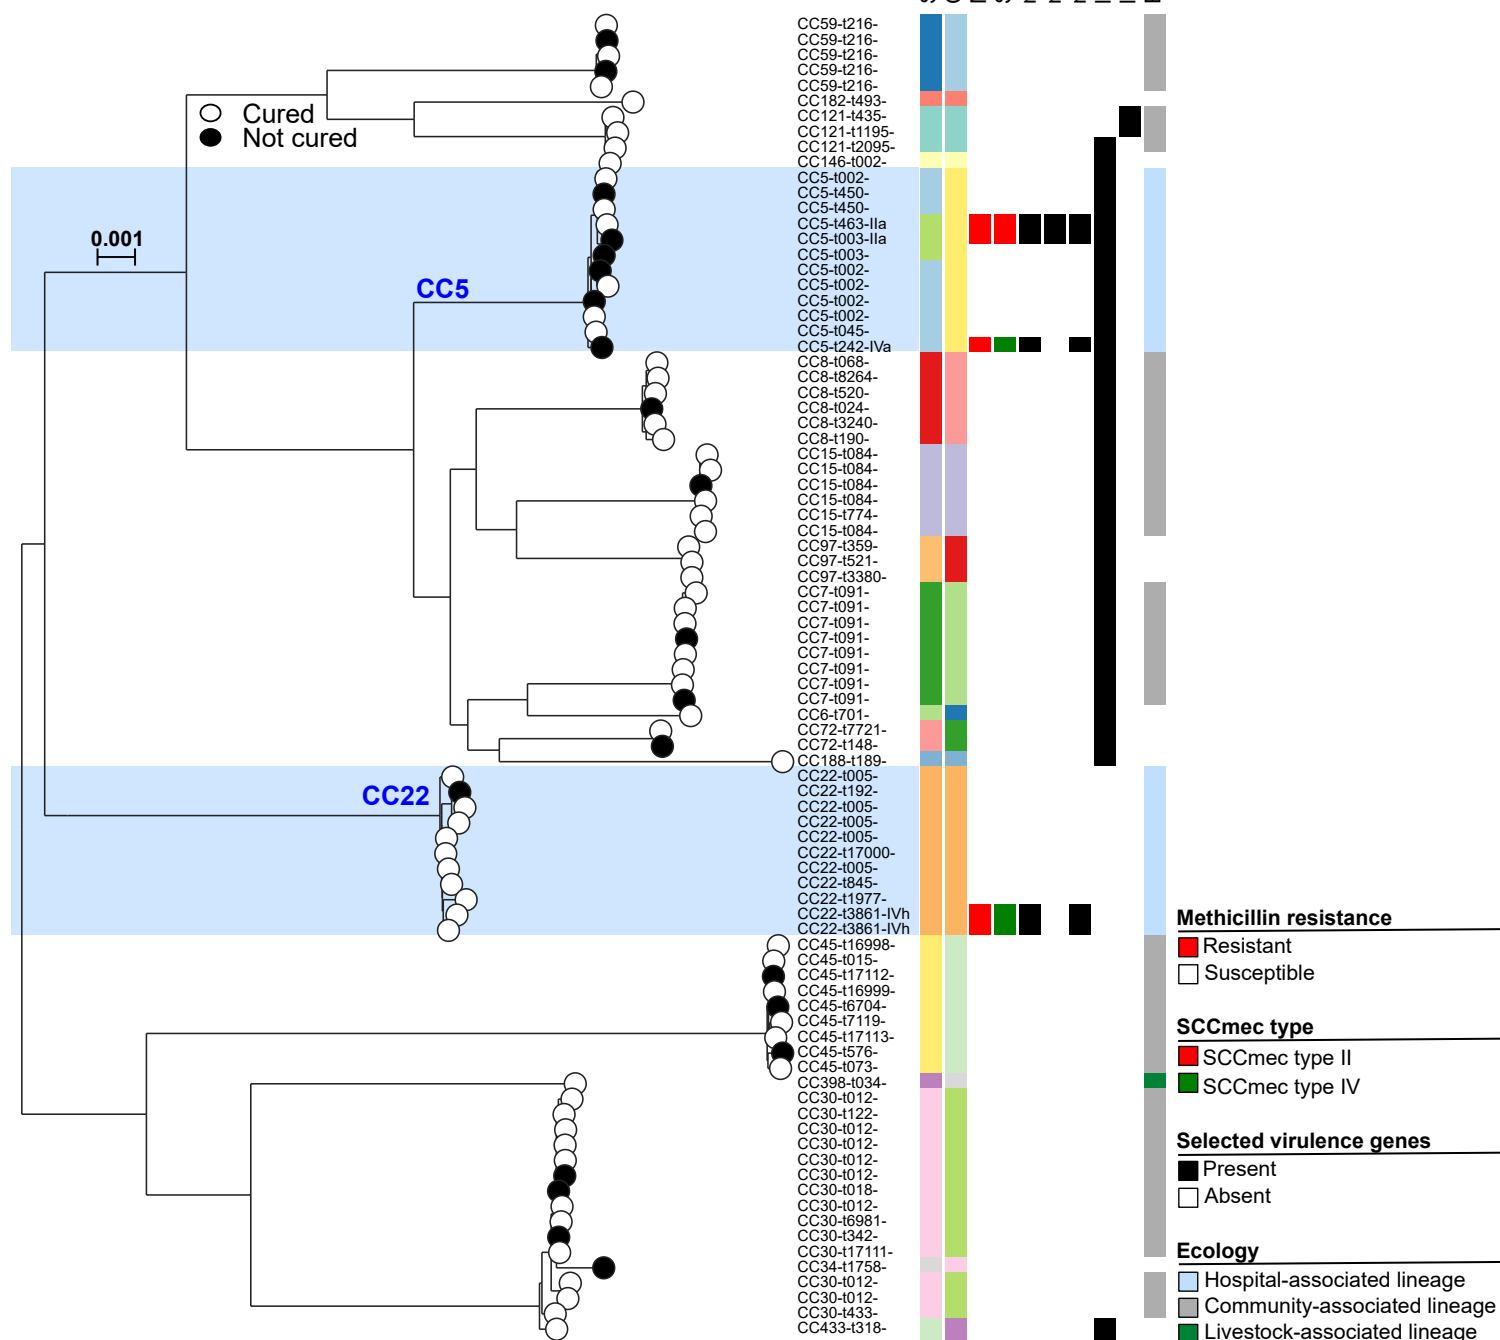 CC59-t216-
CC59-t216-
CC59-t216-
CC59-t216-
CC59-t216-
CC182-t493-
CC121-t435-
CC121-t1195-
CC121-t2095-
CC146-t002-
CC5-t002-
CC5-t450-
CC5-t450-
CC5-t463-IIa
CC5-t003-IIa
CC5-t003-
CC5-t002-
CC5-t002-
CC5-t002-
CC5-t002-
CC5-t045-
CC5-t242-IVa
CC8-t068-
CC8-t8264-
CC8-t520-
CC8-t024-
CC8-t3240-
CC8-t190-
CC15-t084-
CC15-t084-
CC15-t084-
CC15-t084-
CC15-t774-
CC15-t084-
CC97-t359-
CC97-t521-
CC97-t3380-
CC7-t091-
CC7-t091-
CC7-t091-
CC7-t091-
CC7-t091-
CC7-t091-
CC7-t091-
CC7-t091-
CC6-t701-
CC72-t7721-
CC72-t148-
CC188-t189-
CC22-t005-
CC22-t192-
CC22-t005-
CC22-t005-
CC22-t005-
CC22-t17000-
CC22-t005-
CC22-t845-
CC22-t1977-
CC22-t3861-IVh
CC22-t3861-IVh
CC45-t16998-
CC45-t015-
CC45-t17112-
CC45-t16999-
CC45-t6704-
CC45-t7119-
CC45-t17113-
CC45-t576-
CC45-t073-
CC398-t034-
CC30-t012-
CC30-t122-
CC30-t012-
CC30-t012-
CC30-t012-
CC30-t012-
CC30-t018-
CC30-t012-
CC30-t6981-
CC30-t342-
CC30-t17111-
CC34-t1758-
CC30-t012-
CC30-t012-
CC30-t433-
CC433-t318-
Cured
Not cured
0.001
CC5
CC22
Methicillin resistance
Resistant
Susceptible
SCCmec type
SCCmec type II
SCCmec type IV
Selected virulence genes
Present
Absent
Ecology
Hospital-associated lineage
Community-associated lineage
Livestock-associated lineage